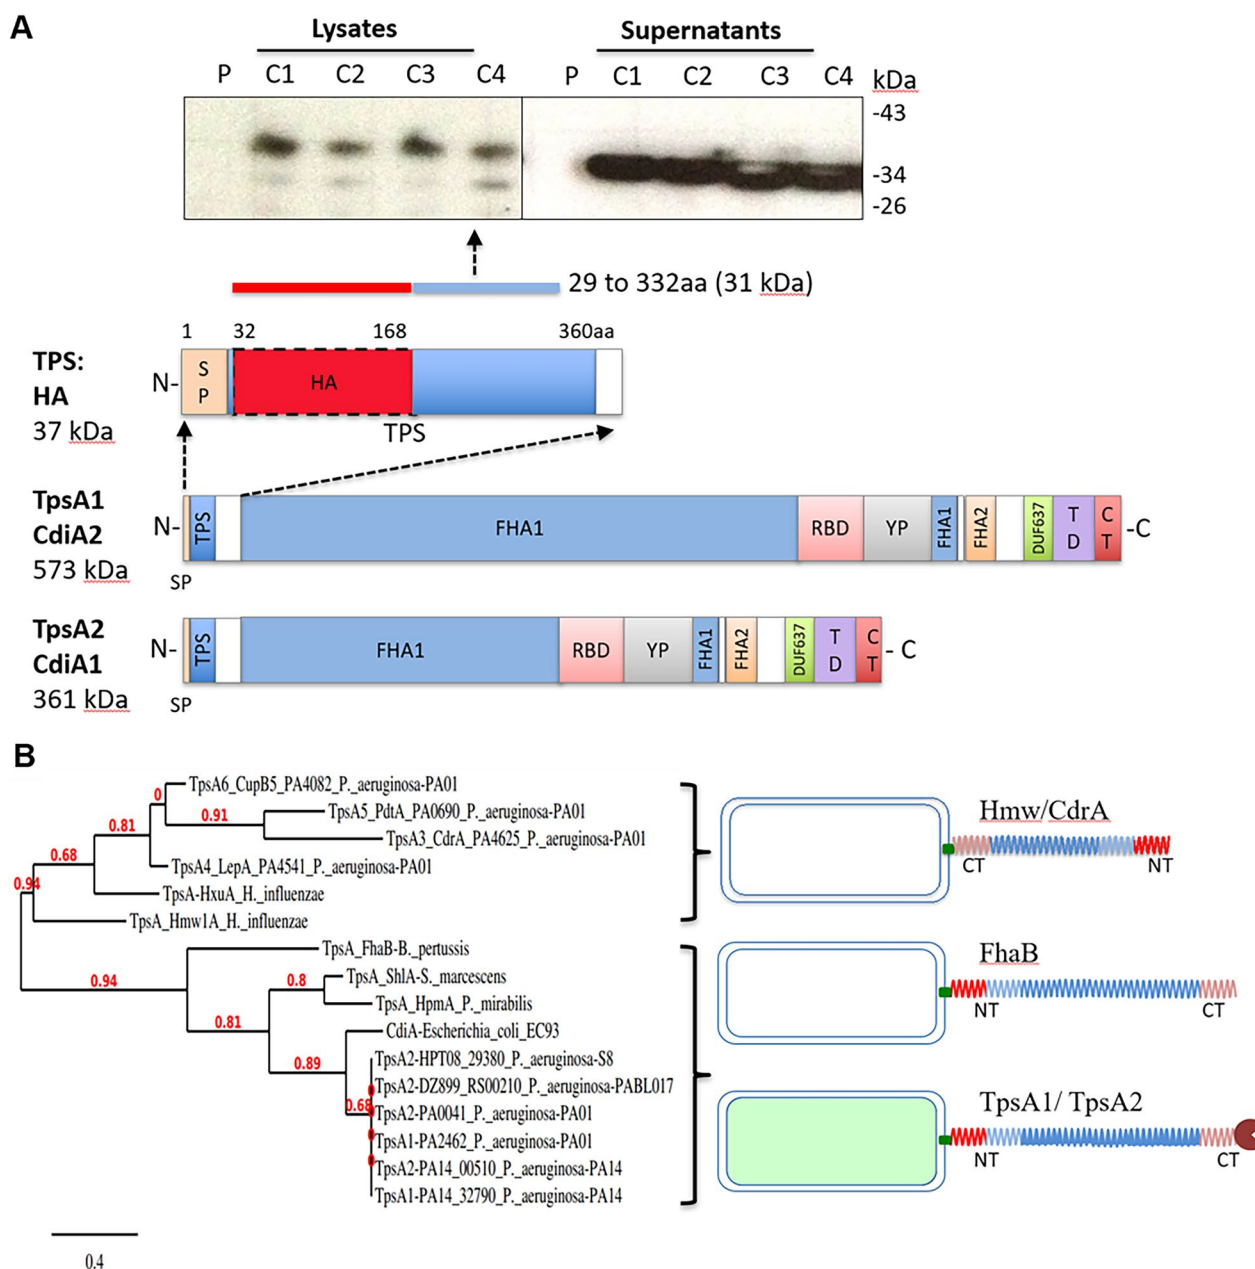 A
Lysates
Supernatants
P C1 C2 C3 C4 P C1 C2 C3 C4 kDa
-43
-34
-26
29 to 332aa (31 kDa)
1 32 168 360aa
TPS:
HA
37 kDa
N-
S
P
HA
TPS
TpsA1
CdiA2
573 kDa
N-
TPS
FHA1
RBD
YP
FHA1
FHA2
DUF637
T
D
C
T
-C
SP
TpsA2
CdiA1
361 kDa
N-
TPS
FHA1
RBD
YP
FHA1
FHA2
DUF637
T
D
C
T
- C
SP
B
TpsA6_CupB5_PA4082_P._aeruginosa-PA01
0
0.91
TpsA5_PdtA_PA0690_P._aeruginosa-PA01
0.81
TpsA3_CdrA_PA4625_P._aeruginosa-PA01
0.68
TpsA4_LepA_PA4541_P._aeruginosa-PA01
0.94
TpsA-HxuA_H._influenzae
TpsA_Hmw1A_H._influenzae
TpsA_FhaB-B._pertussis
0.94
0.8
TpsA_ShlA-S._marcescens
TpsA_HpmA_P._mirabilis
0.81
CdiA-Escherichia_coli_EC93
0.89
TpsA2-HPT08_29380_P._aeruginosa-S8
TpsA2-DZ899_RS00210_P._aeruginosa-PABL017
0.68
TpsA2-PA0041_P._aeruginosa-PA01
TpsA1-PA2462_P._aeruginosa-PA01
TpsA2-PA14_00510_P._aeruginosa-PA14
TpsA1-PA14_32790_P._aeruginosa-PA14
0.4
Hmw/CdrA
CT NT
FhaB
NT CT
TpsA1/ TpsA2
NT CT